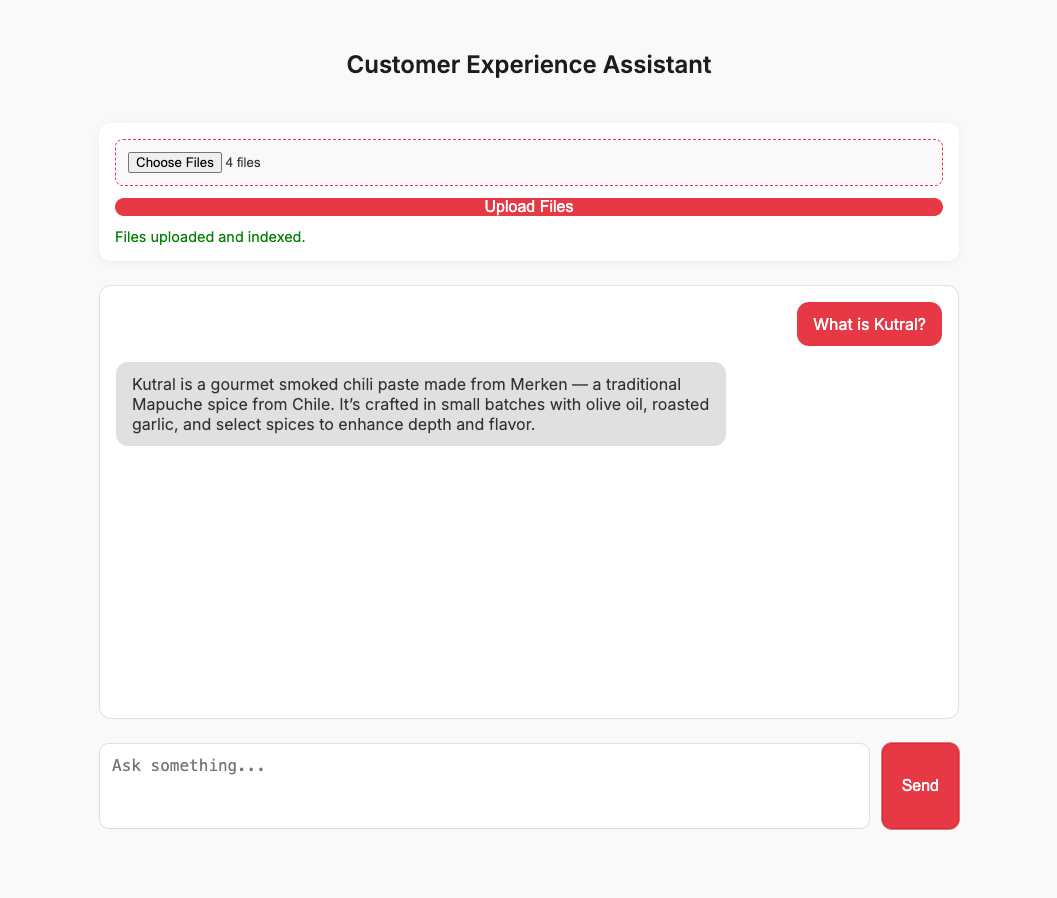 Customer Experience Assistant
Choose Files 4 files
Upload Files
Files uploaded and indexed.
What is Kutral?
Kutral is a gourmet smoked chili paste made from Merken — a traditional
Mapuche spice from Chile. It’s crafted in small batches with olive oil, roasted
garlic, and select spices to enhance depth and flavor.
Ask something...
Send